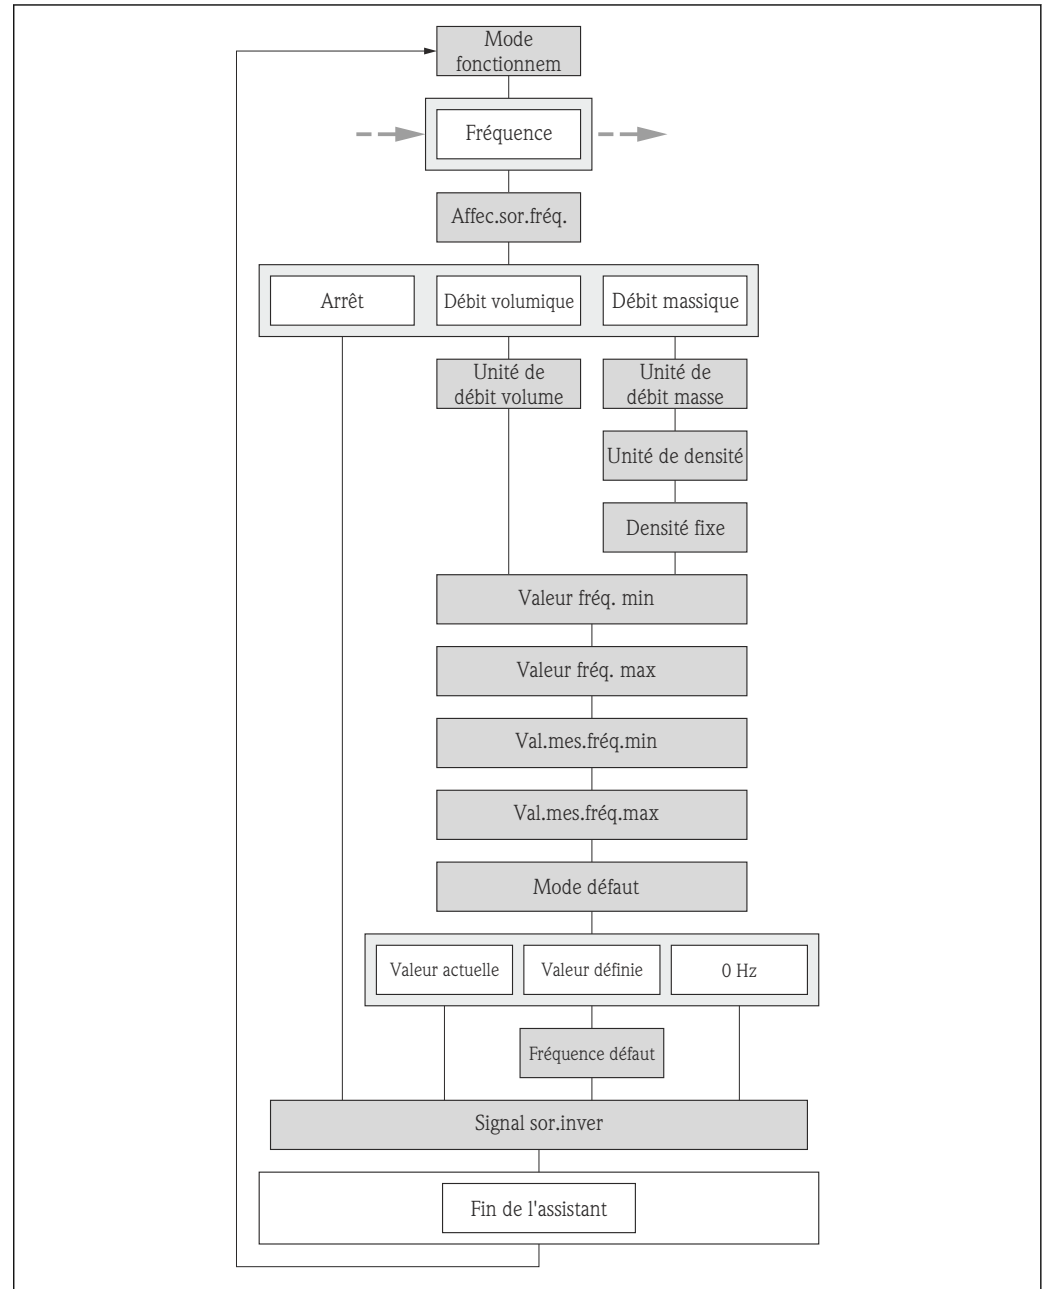 Mode
fonctionnem
Fréquence
Affec.sor.fréq.
Arrêt
Débit volumique
Débit massique
Unité de
débit volume
Unité de
débit masse
Unité de densité
Densité fixe
Valeur fréq. min
Valeur fréq. max
Val.mes.fréq.min
Val.mes.fréq.max
Mode défaut
Valeur actuelle
Valeur définie
0 Hz
Fréquence défaut
Signal sor.inver
Fin de l'assistant